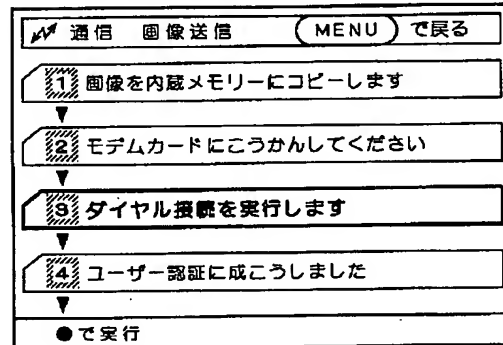 通信 画像送信 MENU で戻る
1 画像を内蔵メモリーにコピーします
2 モデムカードにこうかんしてください
3 ダイヤル接続を実行します
4 ユーザー認証に成こうしました
●で実行